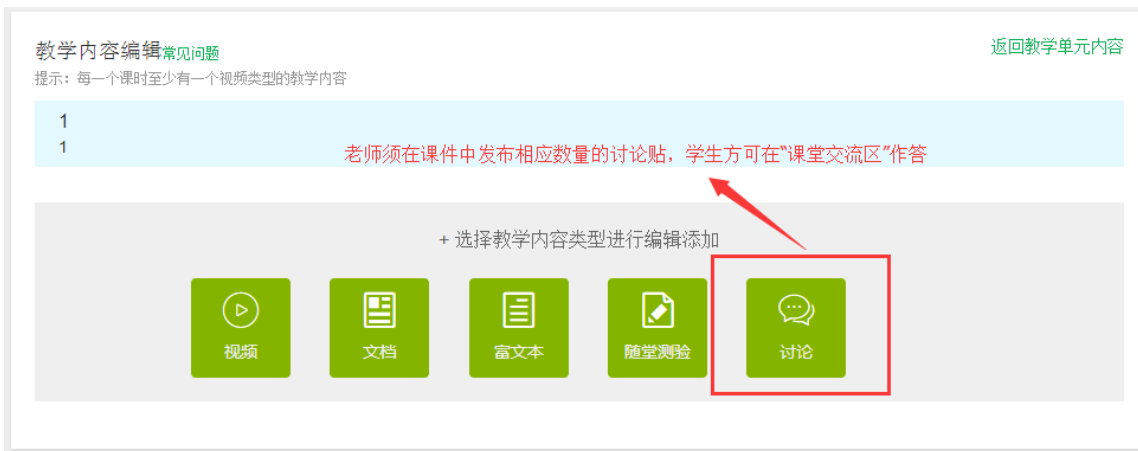 教学内容编辑常见问题
返回教学单元内容
提示：每一个课时至少有一个视频类型的教学内容
1
1
老师须在课件中发布相应数量的讨论贴，学生方可在“课堂交流区”作答
+ 选择教学内容类型进行编辑添加
视频
文档
富文本
随堂测验
讨论